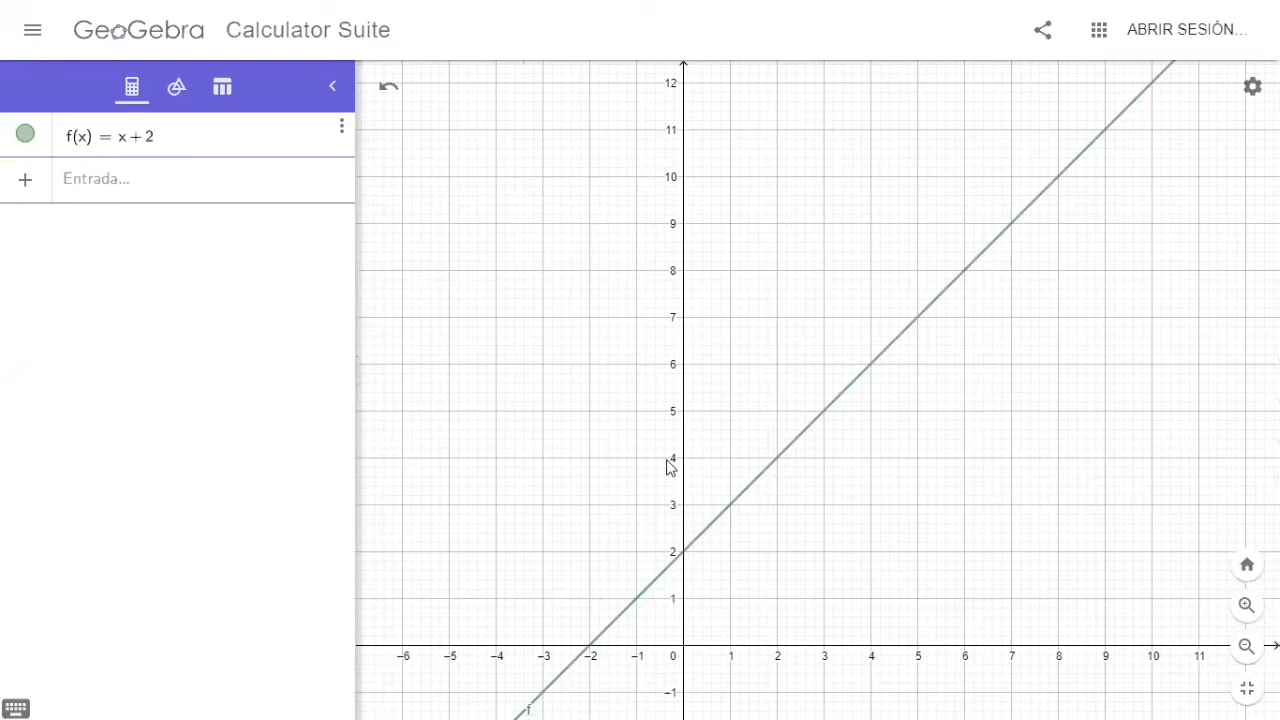 GeoGebra Calculator Suite ABRIR SESIÓN...
f(x) = x + 2
Entrada...
12
11
10
9
8
7
6
5
4
3
2
1
−6 −5 −4 −3 −2 −1 0 1 2 3 4 5 6 7 8 9 10 11
−1
f